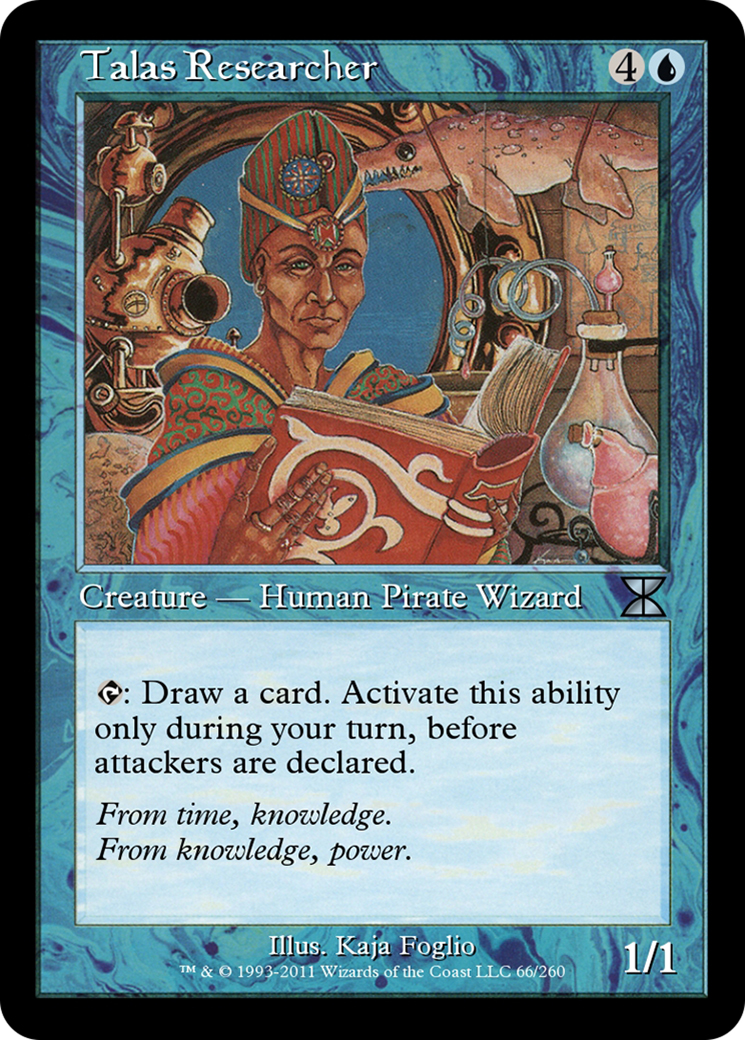 Talas Researcher 4
Creature — Human Pirate Wizard
: Draw a card. Activate this ability
only during your turn, before
attackers are declared.
From time, knowledge.
From knowledge, power.
Illus. Kaja Foglio
™ & © 1993-2011 Wizards of the Coast LLC 66/260
1/1